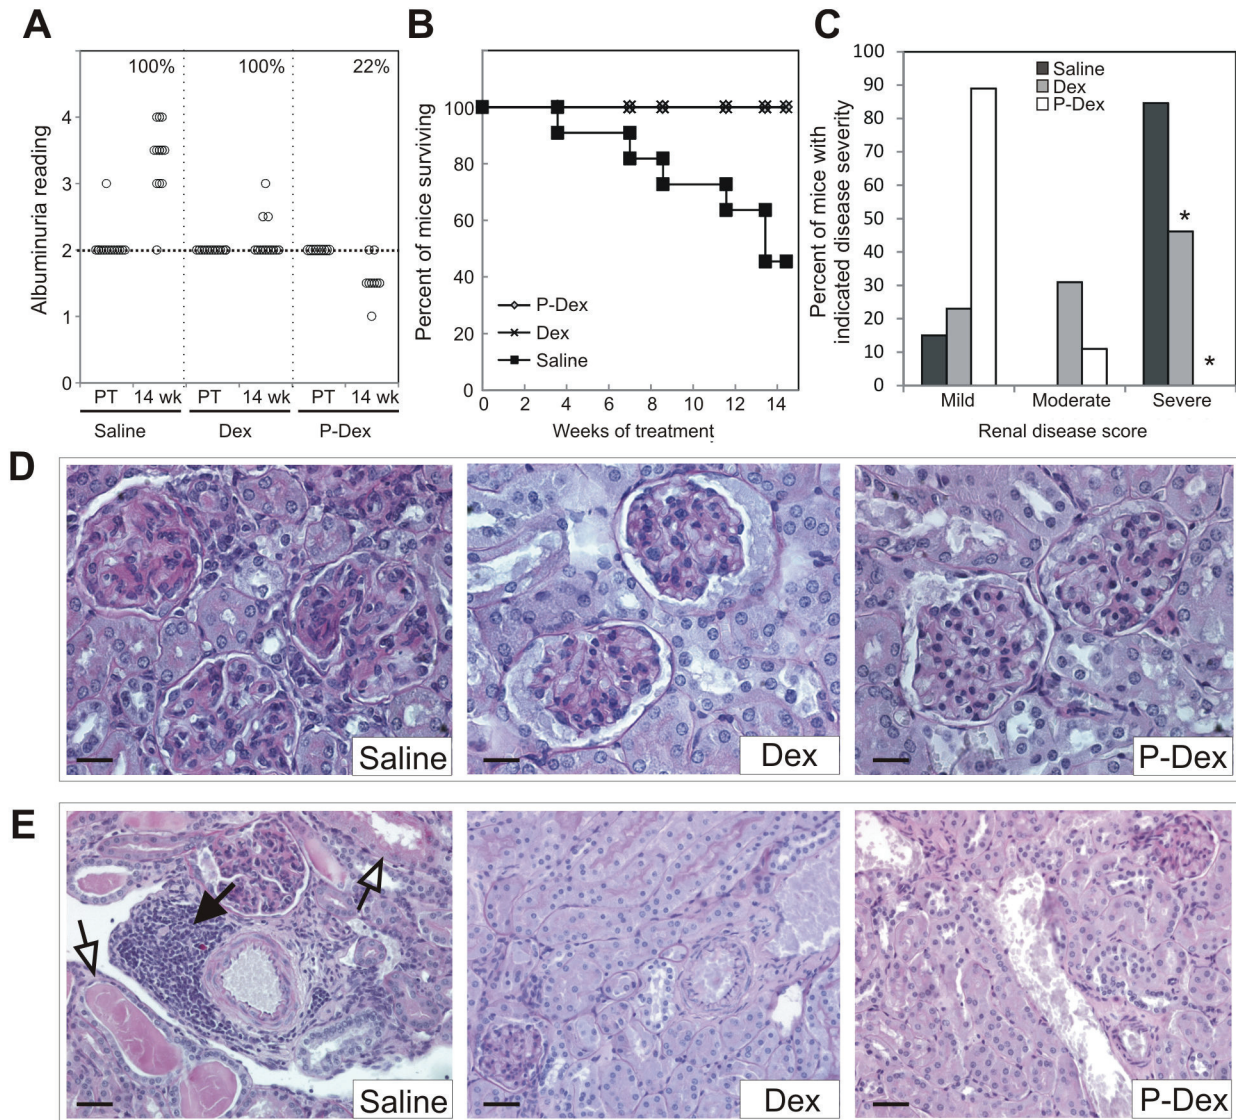 A
100%
100%
22%
Albuminuria reading
4
3
2
1
0
PT
14 wk
PT
14 wk
PT
14 wk
Saline
Dex
P-Dex
B
Percent of mice surviving
100
80
60
40
20
0
P-Dex
Dex
Saline
0
2
4
6
8
10
12
14
Weeks of treatment
C
Percent of mice with
indicated disease severity
100
90
80
70
60
50
40
30
20
10
0
Saline
Dex
P-Dex
*
*
Mild
Moderate
Severe
Renal disease score
D
Saline
Dex
P-Dex
E
Saline
Dex
P-Dex